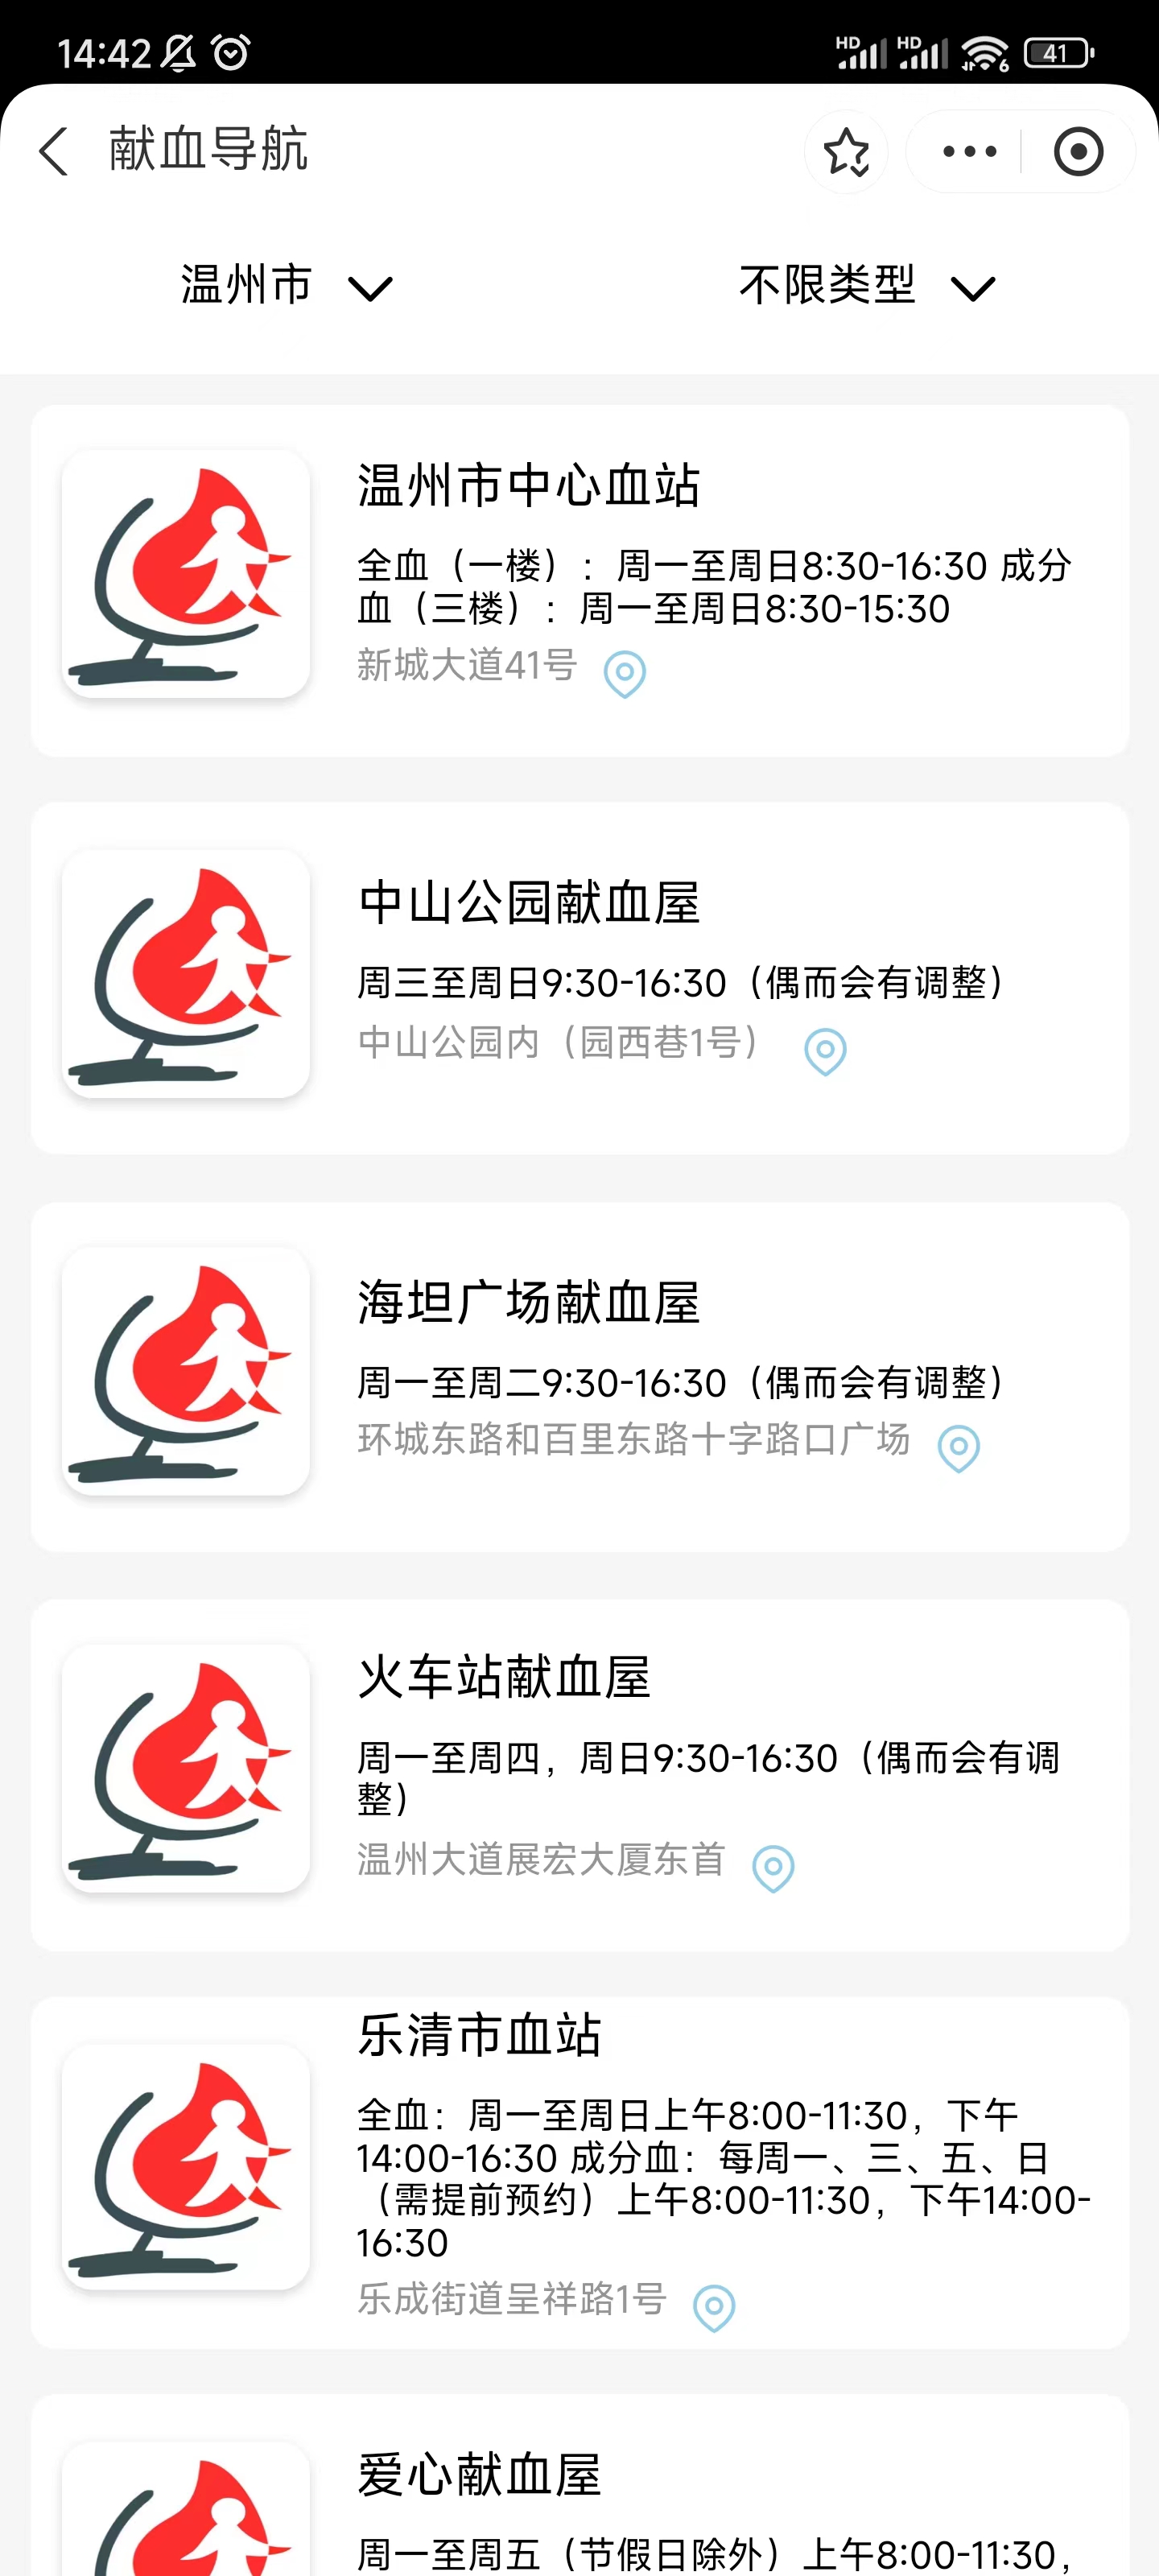 14:42
HD HD 6 41
献血导航
温州市 不限类型
温州市中心血站
全血（一楼）：周一至周日8:30-16:30 成分
血（三楼）：周一至周日8:30-15:30
新城大道41号
中山公园献血屋
周三至周日9:30-16:30（偶而会有调整）
中山公园内（园西巷1号）
海坦广场献血屋
周一至周二9:30-16:30（偶而会有调整）
环城东路和百里东路十字路口广场
火车站献血屋
周一至周四，周日9:30-16:30（偶而会有调
整）
温州大道展宏大厦东首
乐清市血站
全血：周一至周日上午8:00-11:30，下午
14:00-16:30 成分血：每周一、三、五、日
（需提前预约）上午8:00-11:30，下午14:00-
16:30
乐成街道呈祥路1号
爱心献血屋
周一至周五（节假日除外）上午8:00-11:30，